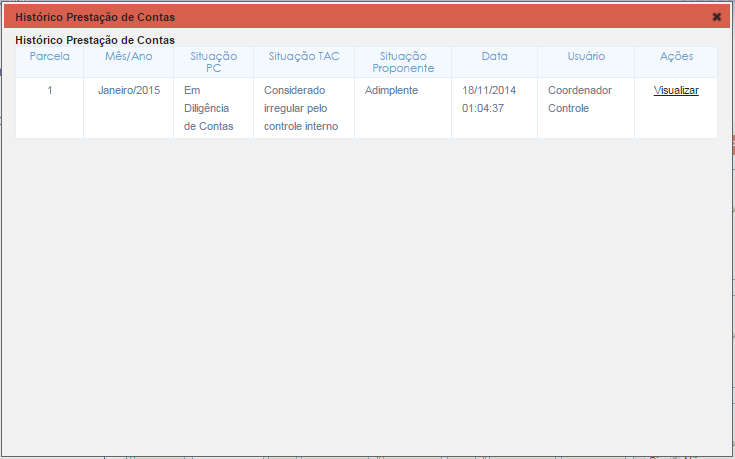 Histórico Prestação de Contas
Histórico Prestação de Contas
Parcela Mês/Ano Situação PC Situação TAC Situação Proponente Data Usuário Ações
1 Janeiro/2015 Em Diligência de Contas Considerado irregular pelo controle interno Adimplente 18/11/2014 01:04:37 Coordenador Controle Visualizar